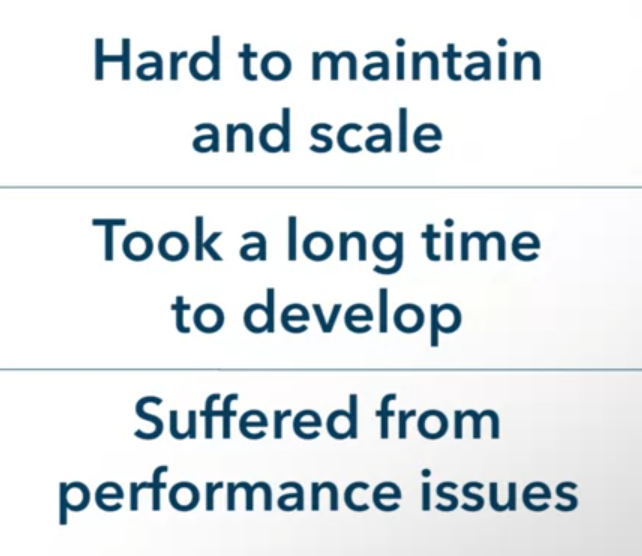 Hard to maintain
and scale
Took a long time
to develop
Suffered from
performance issues